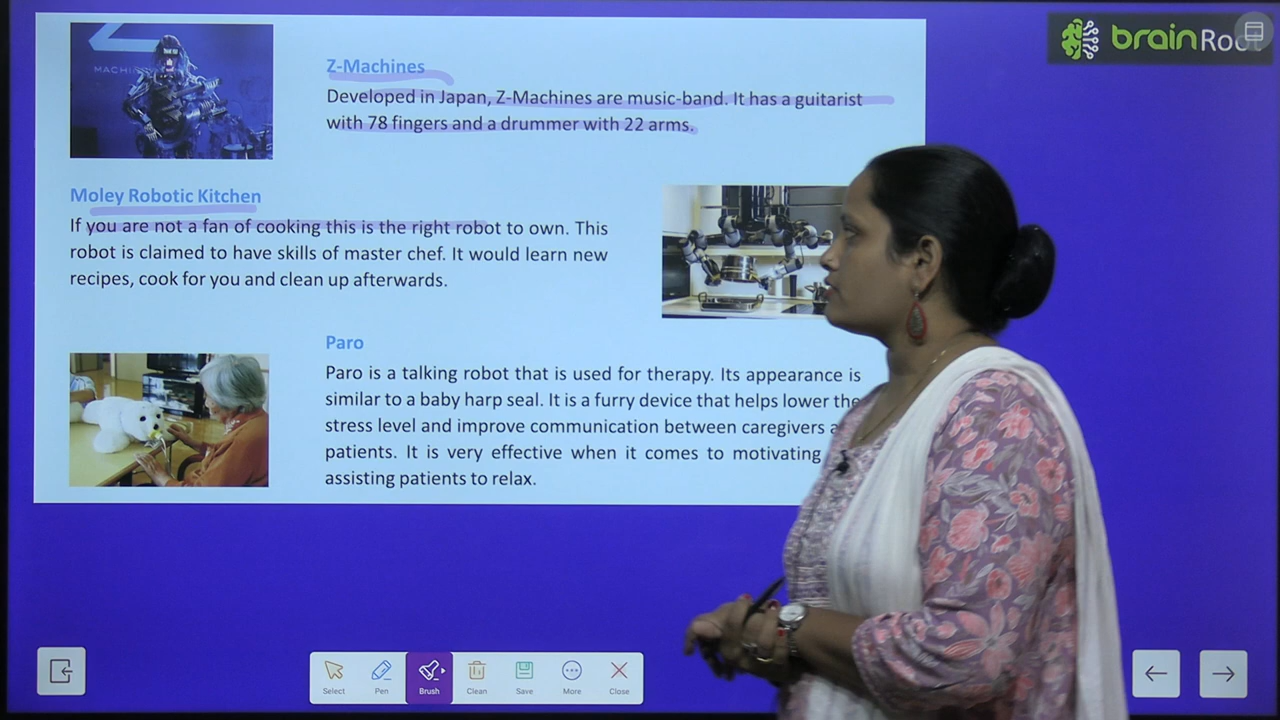 brainRoot
MACHI
Z-Machines
Developed in Japan, Z-Machines are music-band. It has a guitarist
with 78 fingers and a drummer with 22 arms.
Moley Robotic Kitchen
If you are not a fan of cooking this is the right robot to own. This
robot is claimed to have skills of master chef. It would learn new
recipes, cook for you and clean up afterwards.
Paro
Paro is a talking robot that is used for therapy. Its appearance is
similar to a baby harp seal. It is a furry device that helps lower the
stress level and improve communication between caregivers
patients. It is very effective when it comes to motivating
assisting patients to relax.
Select Pen Brush Clean Save More Close